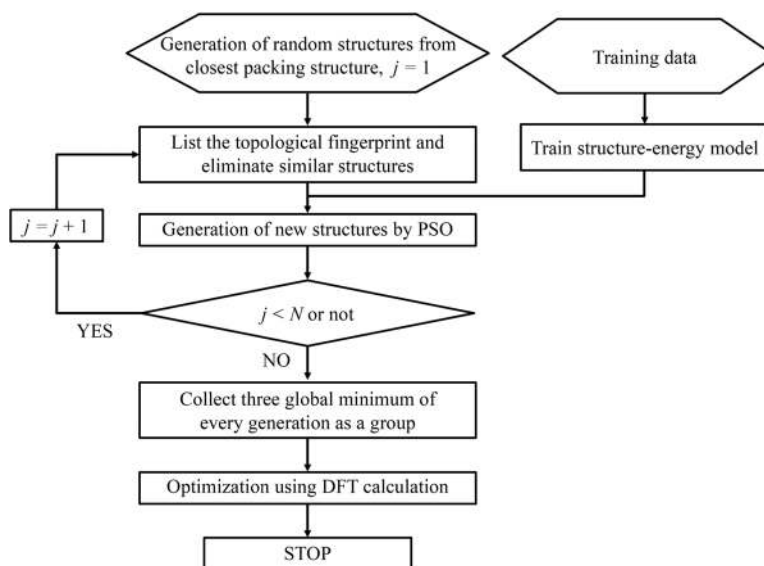 Generation of random structures from
closest packing structure, j = 1
Training data
List the topological fingerprint and
eliminate similar structures
Train structure-energy model
j = j + 1
Generation of new structures by PSO
j < N or not
YES
NO
Collect three global minimum of
every generation as a group
Optimization using DFT calculation
STOP